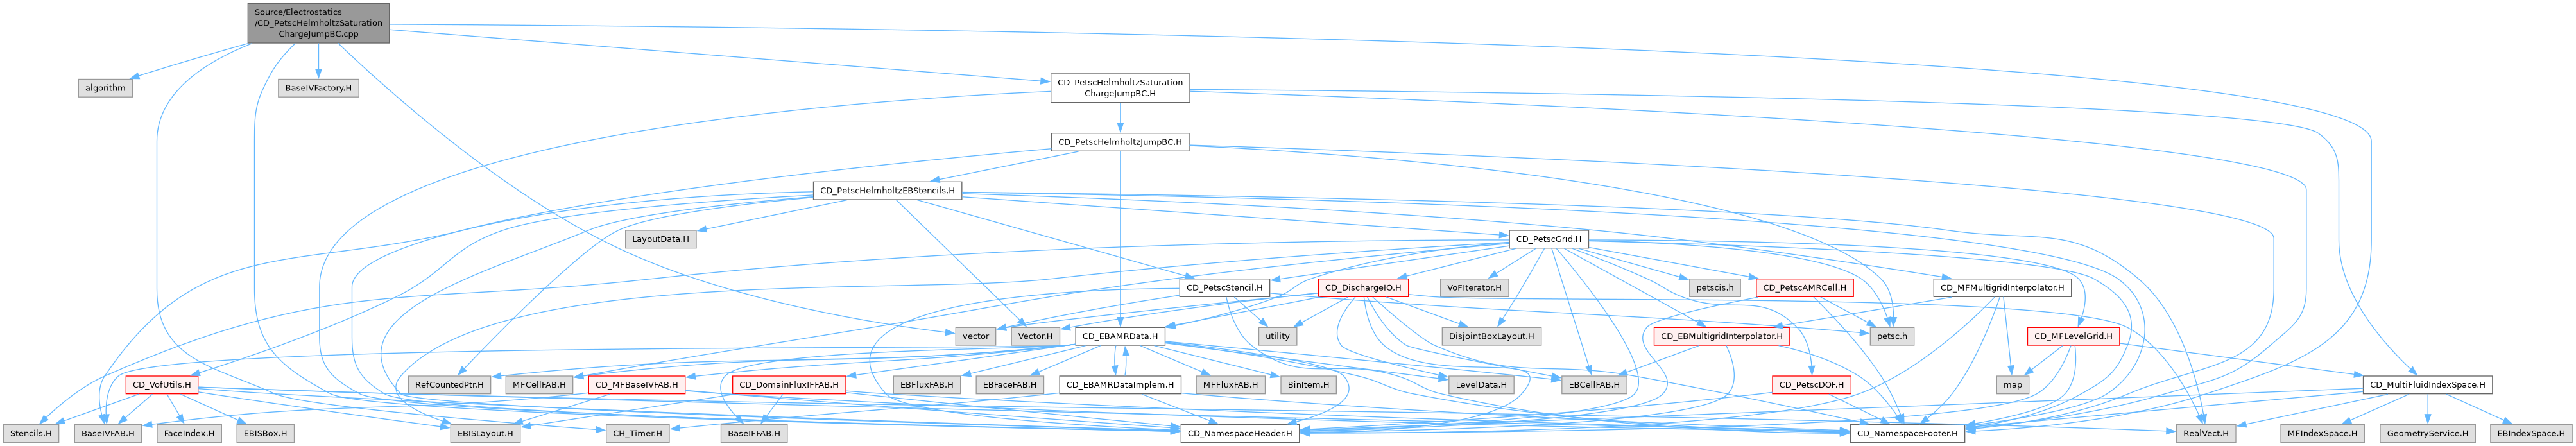 Source/Electrostatics
/CD_PetscHelmholtzSaturation
ChargeJumpBC.cpp
algorithm
BaseIVFactory.H
CD_PetscHelmholtzSaturation
ChargeJumpBC.H
CD_PetscHelmholtzJumpBC.H
CD_PetscHelmholtzEBStencils.H
LayoutData.H
CD_PetscGrid.H
CD_PetscStencil.H
CD_DischargeIO.H
VoFIterator.H
petscis.h
CD_PetscAMRCell.H
CD_MFMultigridInterpolator.H
vector
Vector.H
CD_EBAMRData.H
utility
DisjointBoxLayout.H
CD_EBMultigridInterpolator.H
petsc.h
CD_MFLevelGrid.H
CD_VofUtils.H
RefCountedPtr.H
MFCellFAB.H
CD_MFBaseIVFAB.H
CD_DomainFluxIFFAB.H
EBFluxFAB.H
EBFaceFAB.H
CD_EBAMRDataImplem.H
MFFluxFAB.H
BinItem.H
LevelData.H
EBCellFAB.H
CD_PetscDOF.H
map
CD_MultiFluidIndexSpace.H
Stencils.H
BaseIVFAB.H
FaceIndex.H
EBISBox.H
EBISLayout.H
CH_Timer.H
BaseIFFAB.H
CD_NamespaceHeader.H
CD_NamespaceFooter.H
RealVect.H
MFIndexSpace.H
GeometryService.H
EBIndexSpace.H